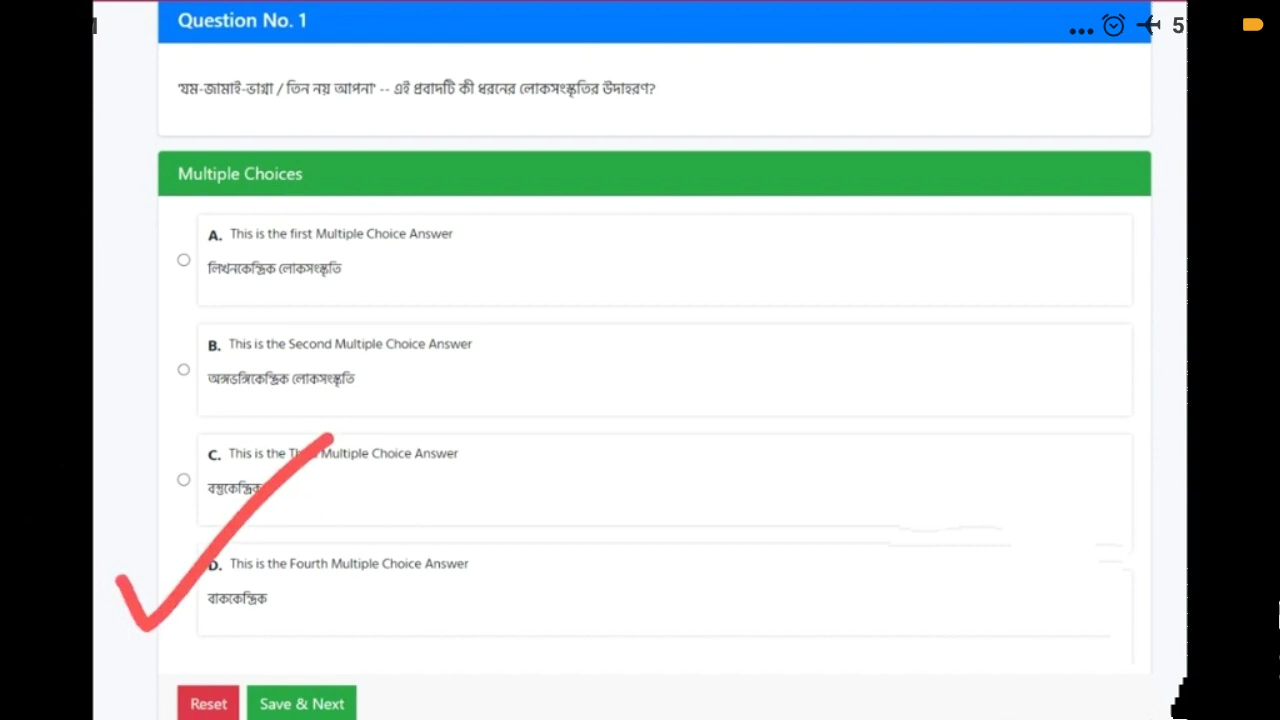 Question No. 1
5
'যম-জামাই-ভাগ্না / তিন নয় আপনা' -- এই প্রবাদটি কী ধরনের লোকসংস্কৃতির উদাহরণ?
Multiple Choices
A. This is the first Multiple Choice Answer
লিখনকেন্দ্রিক লোকসংস্কৃতি
B. This is the Second Multiple Choice Answer
অঙ্গভঙ্গিকেন্দ্রিক লোকসংস্কৃতি
C. This is the Third Multiple Choice Answer
বস্তুকেন্দ্রিক
D. This is the Fourth Multiple Choice Answer
বাককেন্দ্রিক
Reset Save & Next